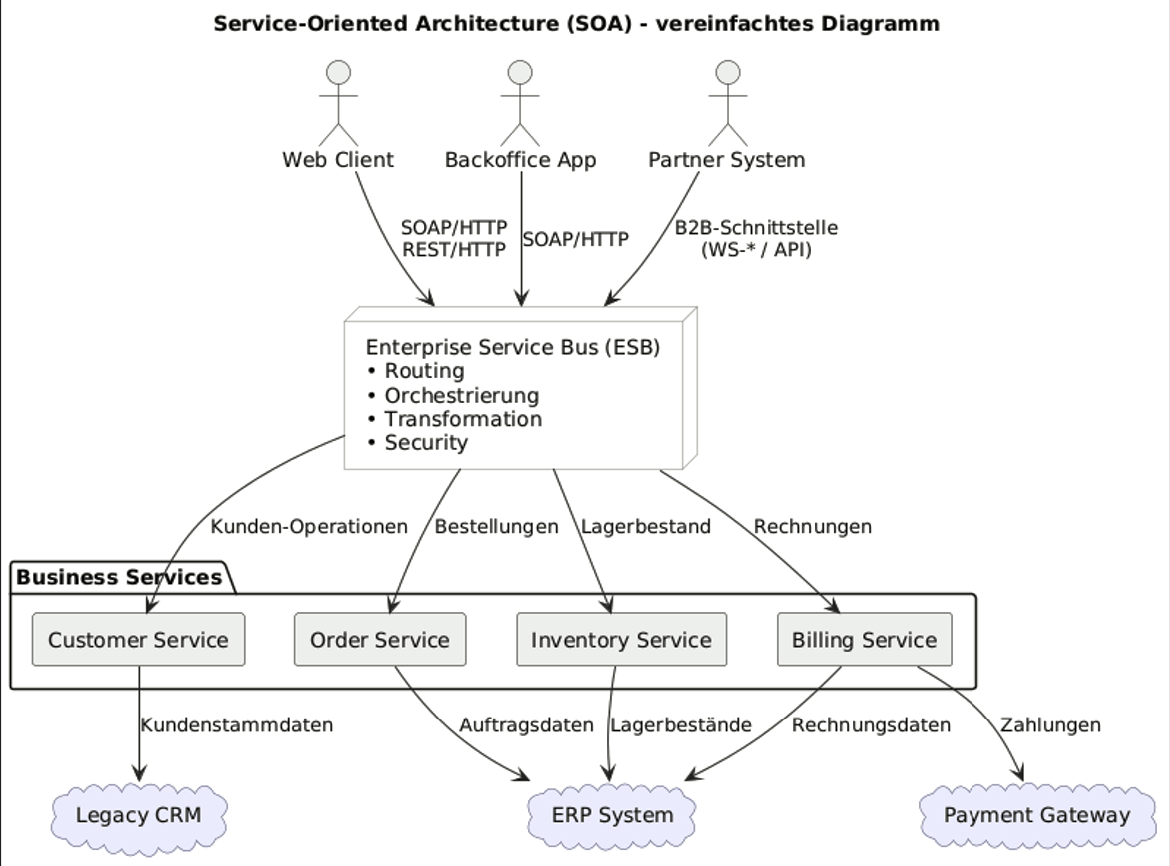 Service-Oriented Architecture (SOA) - vereinfachtes Diagramm
Web Client
Backoffice App
Partner System
SOAP/HTTP
REST/HTTP
SOAP/HTTP
B2B-Schnittstelle
(WS-* / API)
Enterprise Service Bus (ESB)
• Routing
• Orchestrierung
• Transformation
• Security
Kunden-Operationen
Bestellungen
Lagerbestand
Rechnungen
Business Services
Customer Service
Order Service
Inventory Service
Billing Service
Kundenstammdaten
Auftragsdaten
Lagerbestände
Rechnungsdaten
Zahlungen
Legacy CRM
ERP System
Payment Gateway